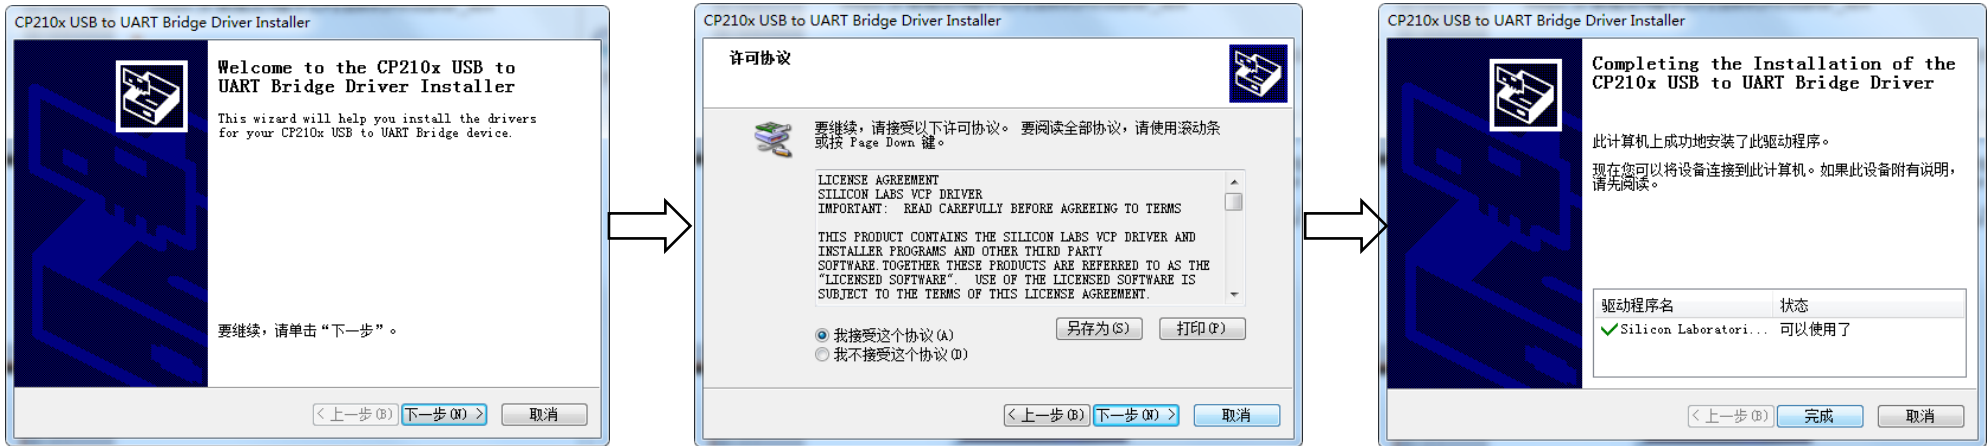 CP210x USB to UART Bridge Driver Installer
Welcome to the CP210x USB to
UART Bridge Driver Installer
This wizard will help you install the drivers
for your CP210x USB to UART Bridge device.
要继续，请单击“下一步”。
< 上一步(B)
下一步(N) >
取消
CP210x USB to UART Bridge Driver Installer
许可协议
要继续，请接受以下许可协议。 要阅读全部协议，请使用滚动条
或按 Page Down 键。
LICENSE AGREEMENT
SILICON LABS VCP DRIVER
IMPORTANT:  READ CAREFULLY BEFORE AGREEING TO TERMS
THIS PRODUCT CONTAINS THE SILICON LABS VCP DRIVER AND
INSTALLER PROGRAMS AND OTHER THIRD PARTY
SOFTWARE.TOGETHER THESE PRODUCTS ARE REFERRED TO AS THE
"LICENSED SOFTWARE".  USE OF THE LICENSED SOFTWARE IS
SUBJECT TO THE TERMS OF THIS LICENSE AGREEMENT.
我接受这个协议(A)
我不接受这个协议(D)
另存为(S)
打印(P)
< 上一步(B)
下一步(N) >
取消
CP210x USB to UART Bridge Driver Installer
Completing the Installation of the
CP210x USB to UART Bridge Driver
此计算机上成功地安装了此驱动程序。
现在您可以将设备连接到此计算机。如果此设备附有说明，
请先阅读。
驱动程序名 状态
Silicon Laboratori... 可以使用了
< 上一步(B)
完成
取消